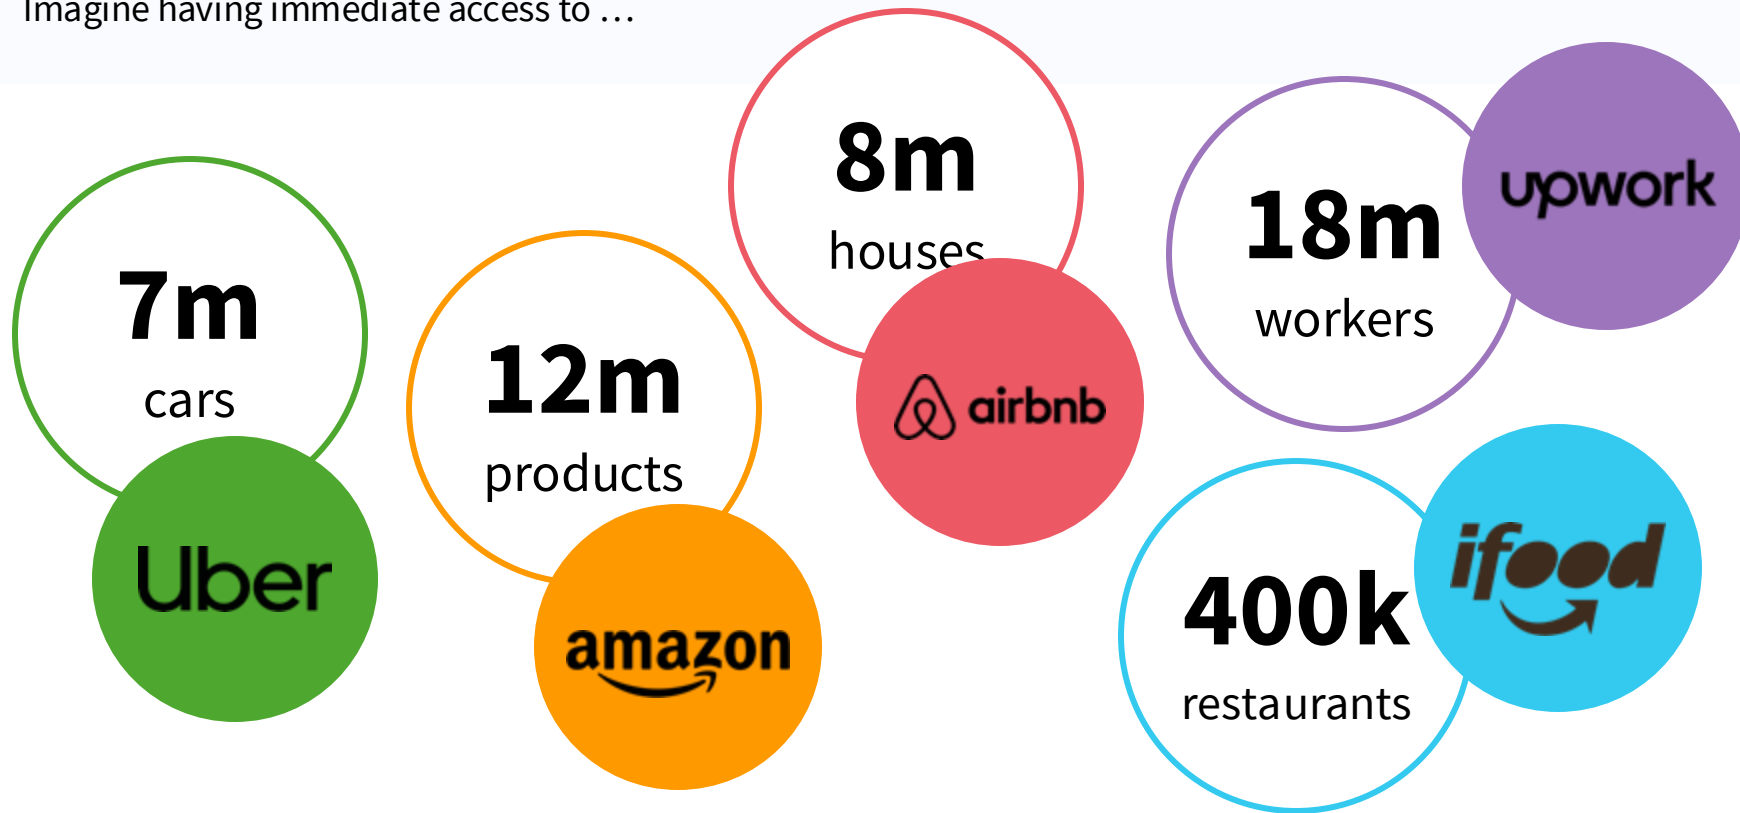 Imagine having immediate access to …
7m
cars
Uber
12m
products
amazon
8m
houses
airbnb
18m
workers
upwork
400k
restaurants
ifood